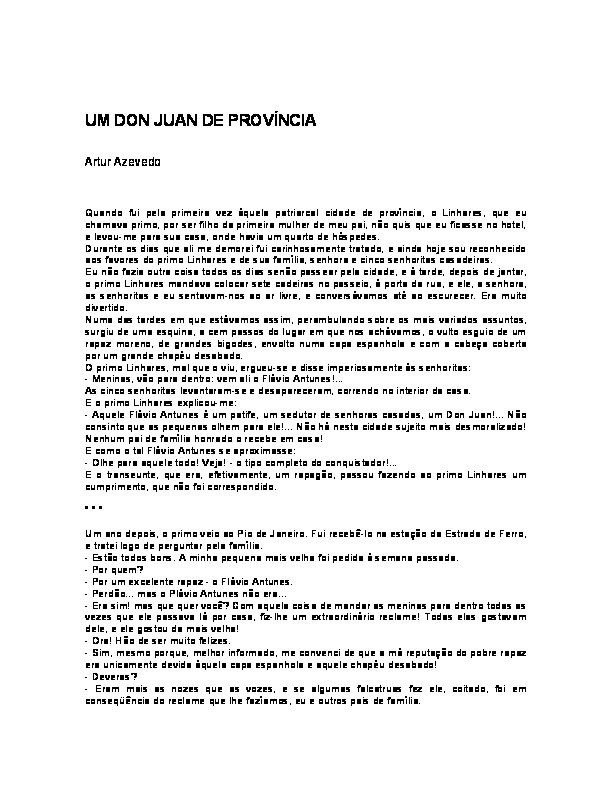 UM DON JUAN DE PROVÍNCIA
Artur Azevedo
Quando fui pela primeira vez àquela patriarcal cidade de província, o Linhares, que eu
chamava primo, por ser filho da primeira mulher de meu pai, não quis que eu ficasse no hotel,
e levou-me para sua casa, onde havia um quarto de hóspedes.
Durante os dias que ali me demorei fui carinhosamente tratado, e ainda hoje sou reconhecido
aos favores do primo Linhares e de sua família, senhora e cinco senhoritas casadeiras.
Eu não fazia outra coisa todos os dias senão passear pela cidade, e à tarde, depois de jantar,
o primo Linhares mandava colocar sete cadeiras no passeio, à porta da rua, e ele, a senhora,
as senhoritas e eu sentavam-nos ao ar livre, e conversávamos até ao escurecer. Era muito
divertido.
Numa das tardes em que estávamos assim, perambulando sobre os mais variados assuntos,
surgiu de uma esquina, a cem passos do lugar em que nos achávamos, o vulto esguio de um
rapaz moreno, de grandes bigodes, envolto numa capa espanhola e com a cabeça coberta
por um grande chapéu desabado.
O primo Linhares, mal que o viu, ergueu-se e disse imperiosamente às senhoritas:
- Meninas, vão para dentro: vem ali o Flávio Antunes!...
As cinco senhoritas levantaram-se e desapareceram, correndo no interior da casa.
E o primo Linhares explicou-me:
- Aquele Flávio Antunes é um patife, um sedutor de senhoras casadas, um Don Juan!... Não
consinto que as pequenas olhem para ele!... Não há nesta cidade sujeito mais desmoralizado!
Nenhum pai de família honrado o recebe em casa!
E como o tal Flávio Antunes se aproximasse:
- Olhe para aquele todo! Veja! - o tipo completo do conquistador!...
E o transeunte, que era, efetivamente, um rapagão, passou fazendo ao primo Linhares um
cumprimento, que não foi correspondido.
* * *
Um ano depois, o primo veio ao Rio de Janeiro. Fui recebê-lo na estação da Estrada de Ferro,
e tratei logo de perguntar pela família.
- Estão todos bons. A minha pequena mais velha foi pedida à semana passada.
- Por quem?
- Por um excelente rapaz - o Flávio Antunes.
- Perdão... mas o Flávio Antunes não era...
- Era sim! mas que quer você? Com aquela coisa de mandar as meninas para dentro todas as
vezes que ele passava lá por casa, fiz-lhe um extraordinário reclame! Todas elas gostavam
dele, e ele gostou da mais velha!
- Ora! Hão de ser muito felizes.
- Sim, mesmo porque, melhor informado, me convenci de que a má reputação do pobre rapaz
era unicamente devida àquela capa espanhola e aquele chapéu desabado!
- Deveras?
- Eram mais as nozes que as vozes, e se algumas falcatruas fez ele, coitado, foi em
conseqüência do reclame que lhe fazíamos, eu e outros pais de família.